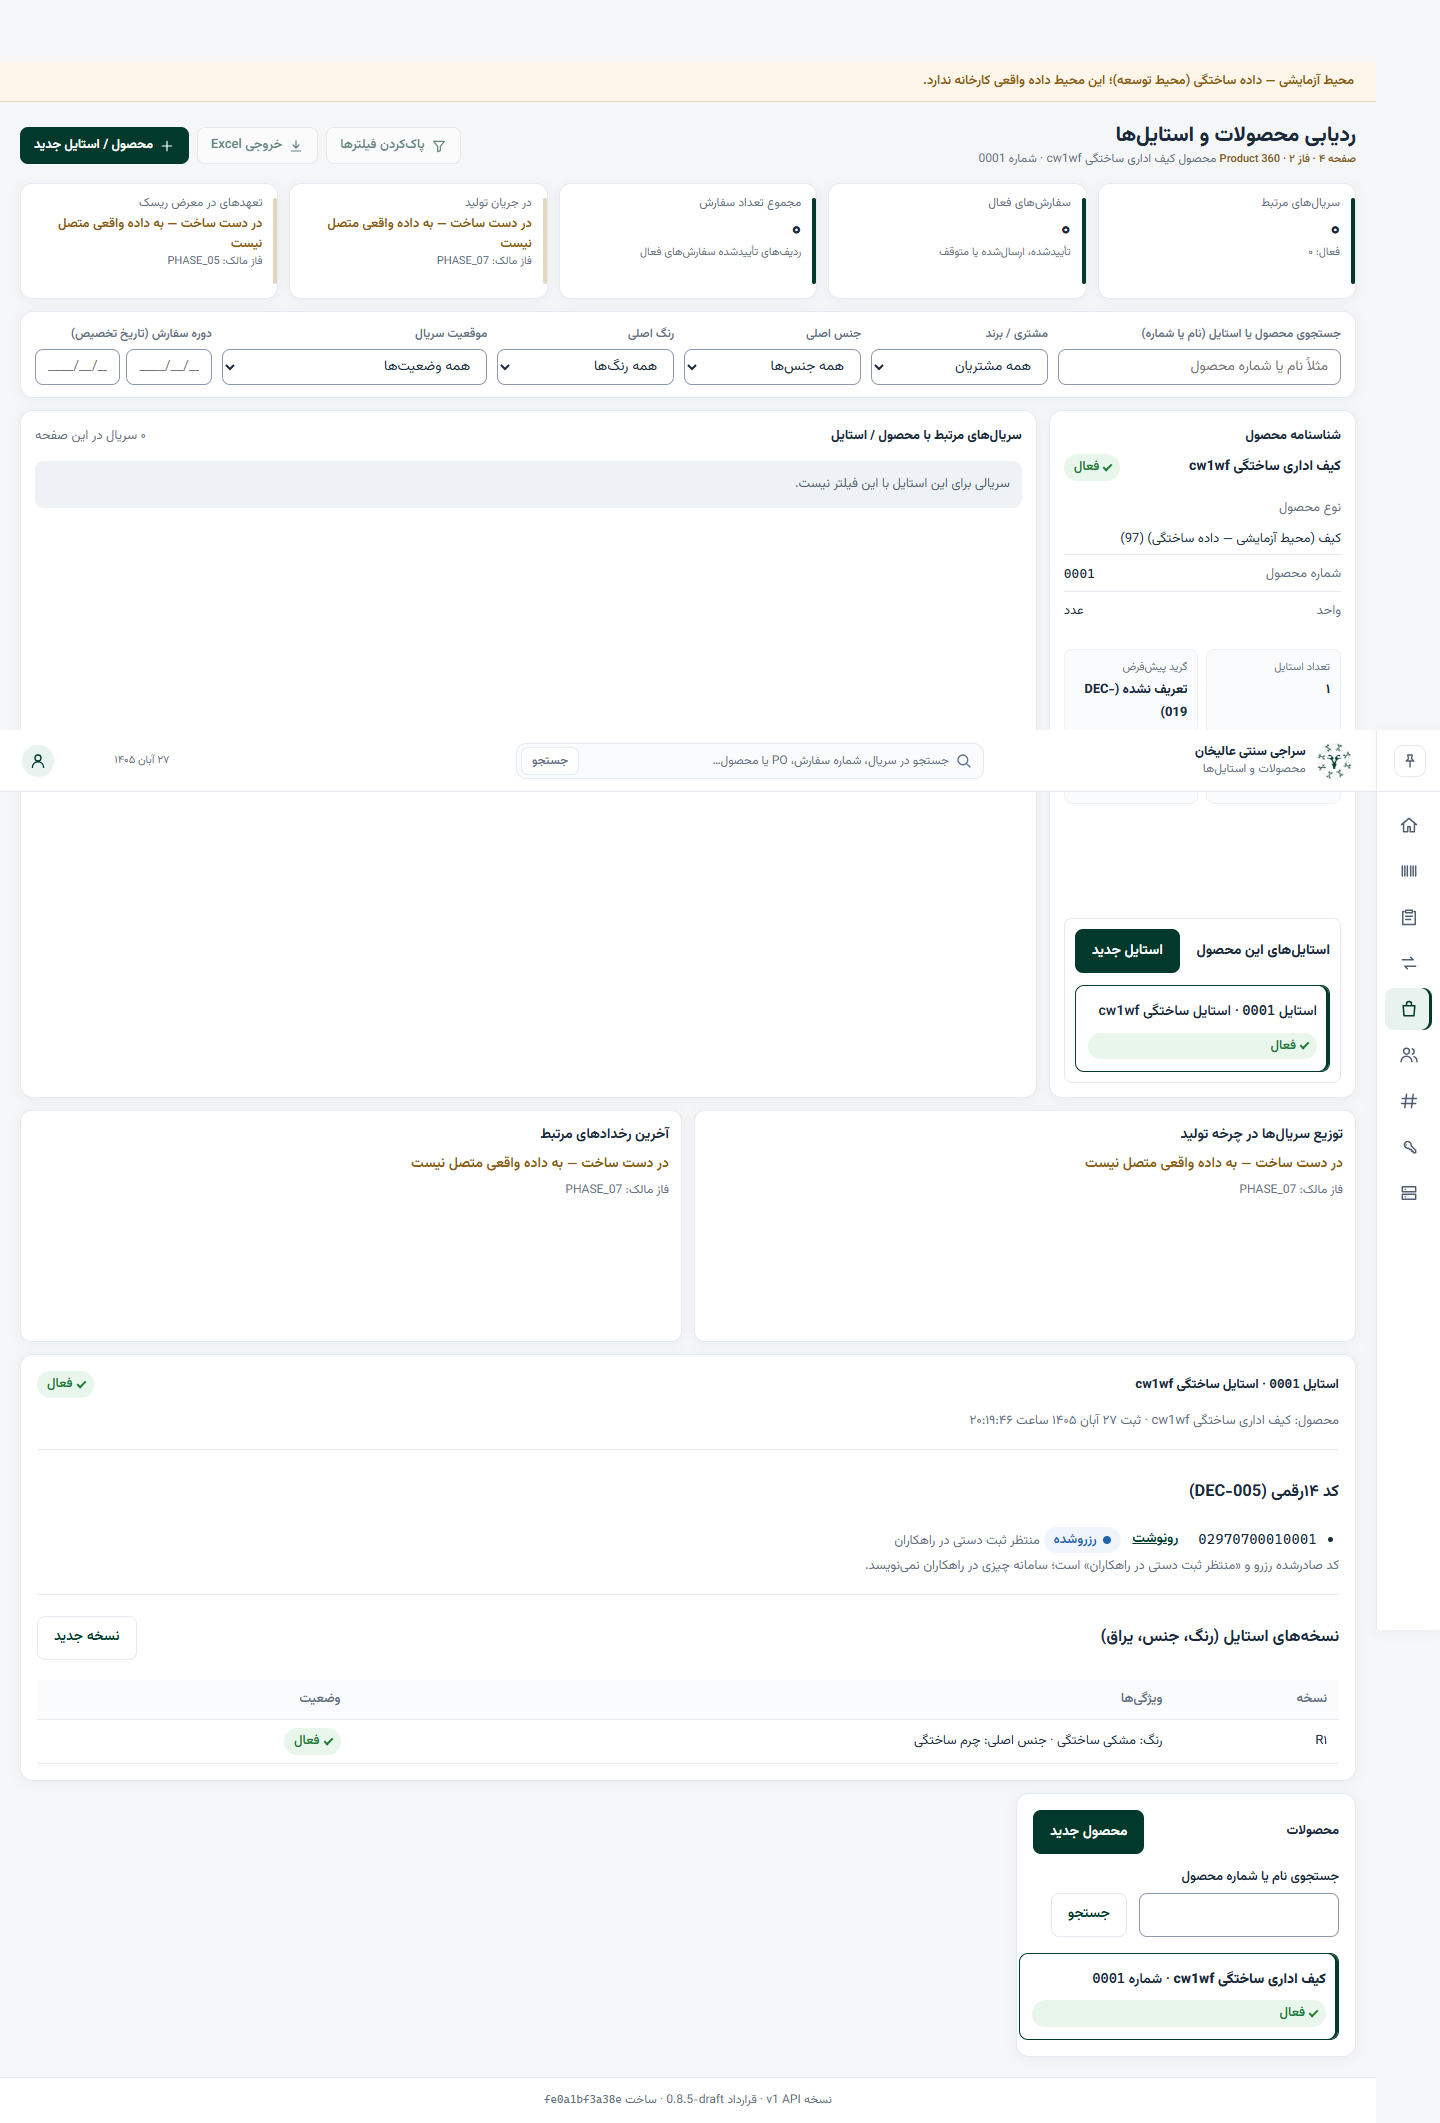 محیط آزمایشی — داده ساختگی (محیط توسعه)؛ این محیط داده واقعی کارخانه ندارد.
ردیابی محصولات و استایل‌ها
صفحه ۴ · فاز ۲ · Product 360 محصول کیف اداری ساختگی cw1wf · شماره 0001
پاک‌کردن فیلترها
خروجی Excel
محصول / استایل جدید
سریال‌های مرتبط
۰
فعال: ۰
سفارش‌های فعال
۰
تأییدشده، ارسال‌شده یا متوقف
مجموع تعداد سفارش
۰
ردیف‌های تأییدشده سفارش‌های فعال
در جریان تولید
در دست ساخت — به داده واقعی متصل
نیست
فاز مالک: PHASE_07
تعهدهای در معرض ریسک
در دست ساخت — به داده واقعی متصل
نیست
فاز مالک: PHASE_05
جستجوی محصول یا استایل (نام یا شماره)
مثلاً نام یا شماره محصول
مشتری / برند
همه مشتریان
جنس اصلی
همه جنس‌ها
رنگ اصلی
همه رنگ‌ها
موقعیت سریال
همه وضعیت‌ها
دوره سفارش (تاریخ تخصیص)
____/__/__
____/__/__
شناسنامه محصول
کیف اداری ساختگی cw1wf
فعال
نوع محصول
کیف (محیط آزمایشی — داده ساختگی) (97)
شماره محصول
0001
واحد
عدد
تعداد استایل
۱
گرید پیش‌فرض
تعریف نشده (DEC-
019)
سریال‌های مرتبط با محصول / استایل
۰ سریال در این صفحه
سریالی برای این استایل با این فیلتر نیست.
سراجی سنتی عالیخان
محصولات و استایل‌ها
جستجو در سریال، شماره سفارش، PO یا محصول...
جستجو
۲۷ آبان ۱۴۰۵
استایل‌های این محصول
استایل جدید
استایل 0001 · استایل ساختگی cw1wf
فعال
توزیع سریال‌ها در چرخه تولید
در دست ساخت — به داده واقعی متصل نیست
فاز مالک: PHASE_07
آخرین رخدادهای مرتبط
در دست ساخت — به داده واقعی متصل نیست
فاز مالک: PHASE_07
استایل 0001 · استایل ساختگی cw1wf
فعال
محصول: کیف اداری ساختگی cw1wf · ثبت ۲۷ آبان ۱۴۰۵ ساعت ۲۰:۱۹:۴۶
کد ۱۴رقمی (DEC-005)
02970700010001
رونوشت
رزروشده
منتظر ثبت دستی در راهکاران
کد صادرشده رزرو و «منتظر ثبت دستی در راهکاران» است؛ سامانه چیزی در راهکاران نمی‌نویسد.
نسخه‌های استایل (رنگ، جنس، یراق)
نسخه جدید
نسخه
ویژگی‌ها
وضعیت
R۱
رنگ: مشکی ساختگی · جنس اصلی: چرم ساختگی
فعال
محصولات
محصول جدید
جستجوی نام یا شماره محصول
جستجو
کیف اداری ساختگی cw1wf · شماره 0001
فعال
نسخه v1 API · قرارداد 0.8.5-draft · ساخت fe0a1bf3a38e